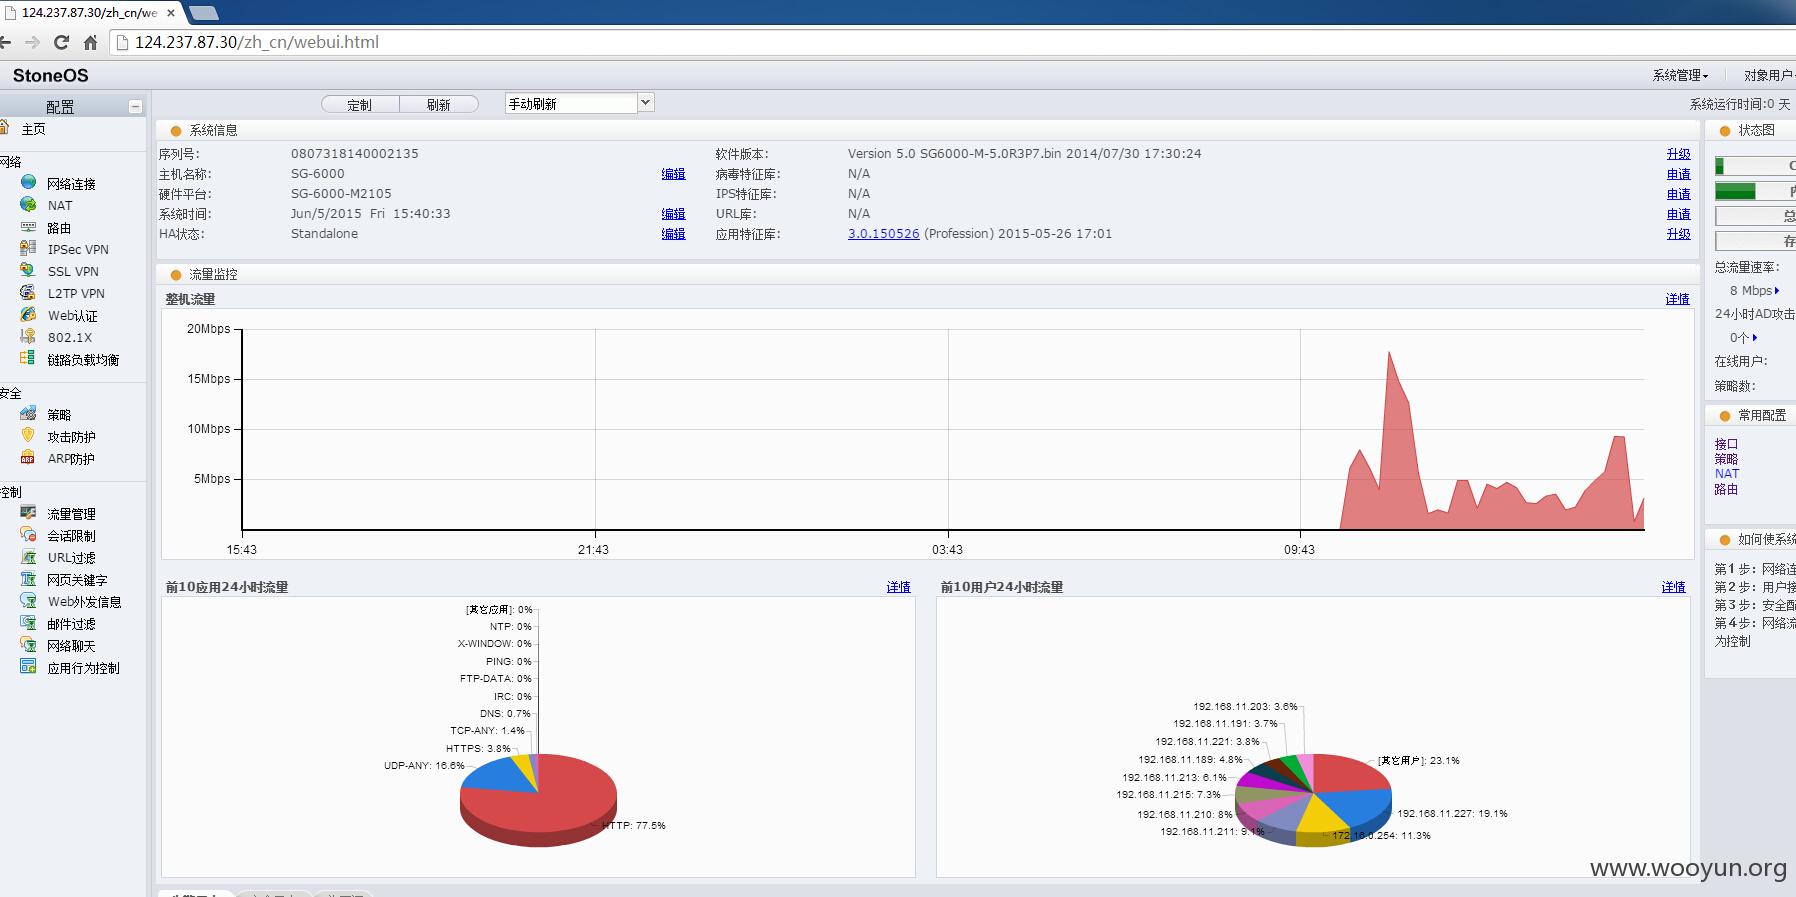 124.237.87.30/zh_cn/we
124.237.87.30/zh_cn/webui.html
StoneOS
系统管理
对象用户
配置
定制
刷新
手动刷新
系统运行时间:0 天
主页
网络
网络连接
NAT
路由
IPSec VPN
SSL VPN
L2TP VPN
Web认证
802.1X
链路负载均衡
安全
策略
攻击防护
ARP防护
控制
流量管理
会话限制
URL过滤
网页关键字
Web外发信息
邮件过滤
网络聊天
应用行为控制
系统信息
序列号: 0807318140002135 软件版本: Version 5.0 SG6000-M-5.0R3P7.bin 2014/07/30 17:30:24 升级
主机名称: SG-6000 编辑 病毒特征库: N/A 申请
硬件平台: SG-6000-M2105 IPS特征库: N/A 申请
系统时间: Jun/5/2015 Fri 15:40:33 编辑 URL库: N/A 申请
HA状态: Standalone 编辑 应用特征库: 3.0.150526 (Profession) 2015-05-26 17:01 升级
流量监控
整机流量 详情
20Mbps
15Mbps
10Mbps
5Mbps
15:43 21:43 03:43 09:43
前10应用24小时流量 详情
[其它应用]: 0%
NTP: 0%
X-WINDOW: 0%
PING: 0%
FTP-DATA: 0%
IRC: 0%
DNS: 0.7%
TCP-ANY: 1.4%
HTTPS: 3.8%
UDP-ANY: 16.6%
HTTP: 77.5%
前10用户24小时流量 详情
192.168.11.203: 3.6%
192.168.11.191: 3.7%
192.168.11.221: 3.8%
192.168.11.189: 4.8%
192.168.11.213: 6.1%
192.168.11.215: 7.3%
192.168.11.210: 8%
192.168.11.211: 9.1%
[其它用户]: 23.1%
192.168.11.227: 19.1%
172.16.0.254: 11.3%
状态图
C
内
总
存
总流量速率:
8 Mbps
24小时AD攻击
0个
在线用户:
策略数:
常用配置
接口
策略
NAT
路由
如何使系统
第1步: 网络连
第2步: 用户接
第3步: 安全配
第4步: 网络流
为控制
www.wooyun.org